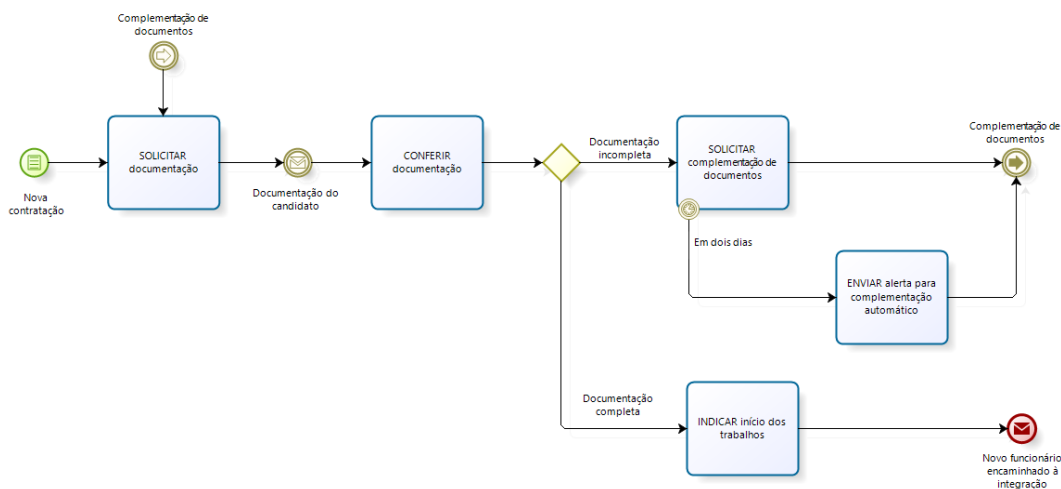 Complementação de
documentos
SOLICITAR
documentação
Nova
contratação
Documentação do
candidato
CONFERIR
documentação
Documentação
incompleta
SOLICITAR
complementação de
documentos
Complementação de
documentos
Em dois dias
ENVIAR alerta para
complementação
automático
Documentação
completa
INDICAR início dos
trabalhos
Novo funcionário
encaminhado à
integração